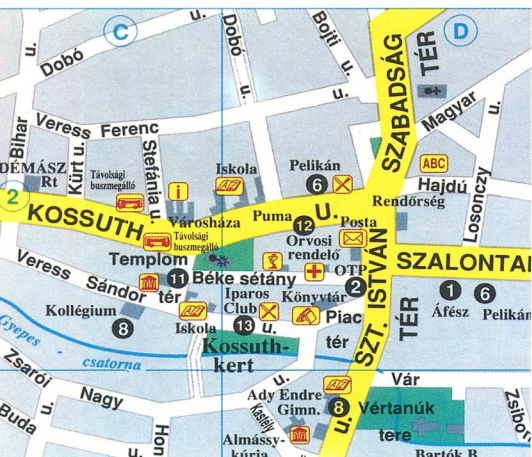 C
D
u.
Dobó
Dobó
u.
Bojti
u.
SZABADSÁG
TÉR
Dobó
u.
u.
Magyar
u.
Bihar
u.
Veress Ferenc
Kürt u.
Stefánia u.
DÉMÁSZ
Rt
Távolsági
buszmegálló
i
Iskola
Pelikán
6
ABC
Hajdú
Rendőrség
Losonczy
2
KOSSUTH
U.
Városháza
Puma
12
Posta
Távolsági
buszmegálló
Orvosi
rendelő
Templom
tér
11
Béke sétány
OTP
2
SZALONTAI
Veress Sándor
u.
Iparos
Club
Könyvtár
1
Áfész
6
Pelikán
Kollégium
8
Iskola
13
Piac
tér
SZT. ISTVÁN
TÉR
Gyepes
csatorna
Kossuth-
kert
Zsarói
u.
Nagy
Buda
u.
u.
Ady Endre
Gimn.
8
Vár
Vértanúk
tere
u.
Kastély
Almássy-
kúria
Bartók B.